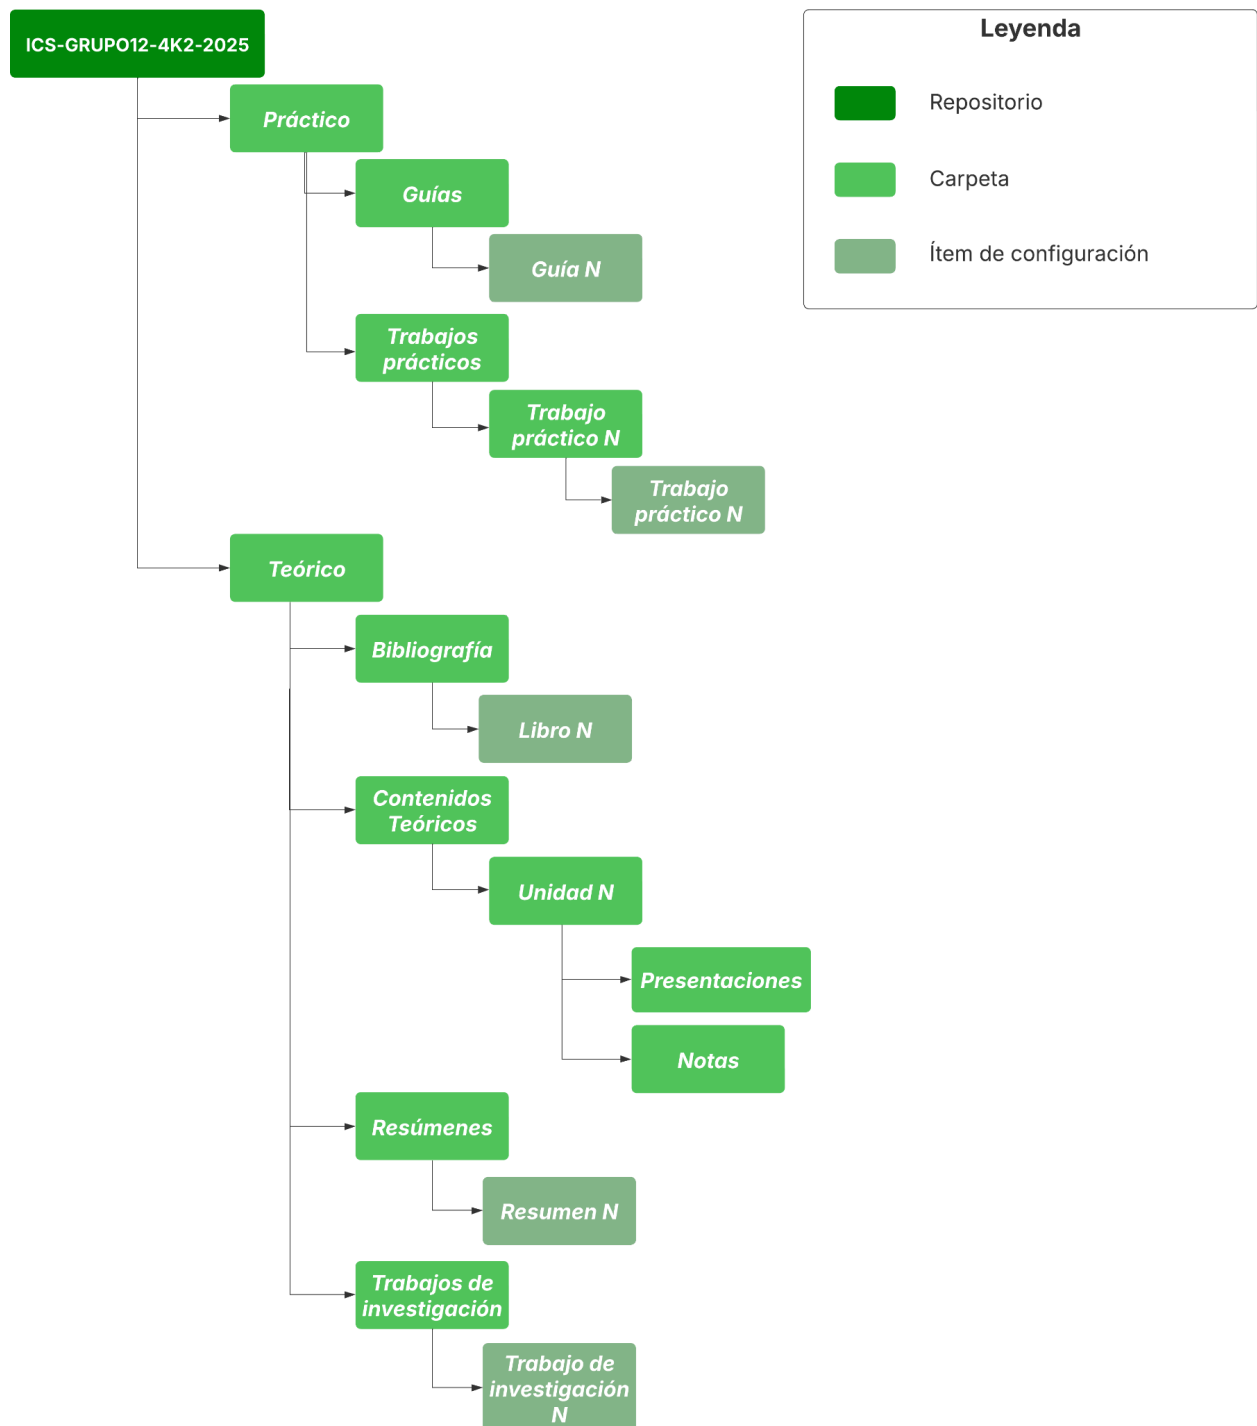 ICS-GRUPO12-4K2-2025
Leyenda
Repositorio
Carpeta
Ítem de configuración
Práctico
Guías
Guía N
Trabajos
prácticos
Trabajo
práctico N
Trabajo
práctico N
Teórico
Bibliografía
Libro N
Contenidos
Teóricos
Unidad N
Presentaciones
Notas
Resúmenes
Resumen N
Trabajos de
investigación
Trabajo de
investigación
N